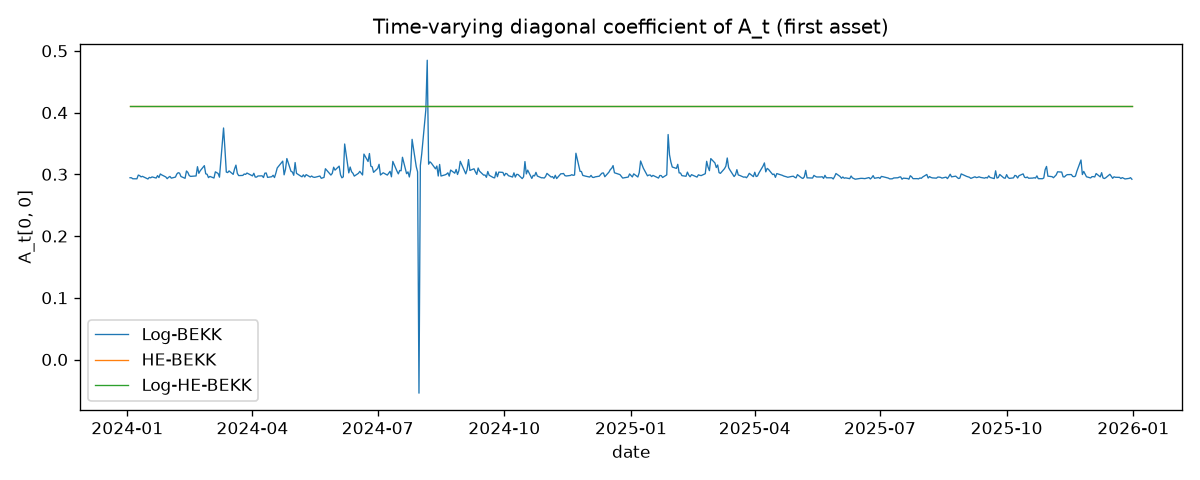 Time-varying diagonal coefficient of A_t (first asset)
A_t[0, 0]
0.5
0.4
0.3
0.2
0.1
0.0
Log-BEKK
HE-BEKK
Log-HE-BEKK
2024-01 2024-04 2024-07 2024-10 2025-01 2025-04 2025-07 2025-10 2026-01
date